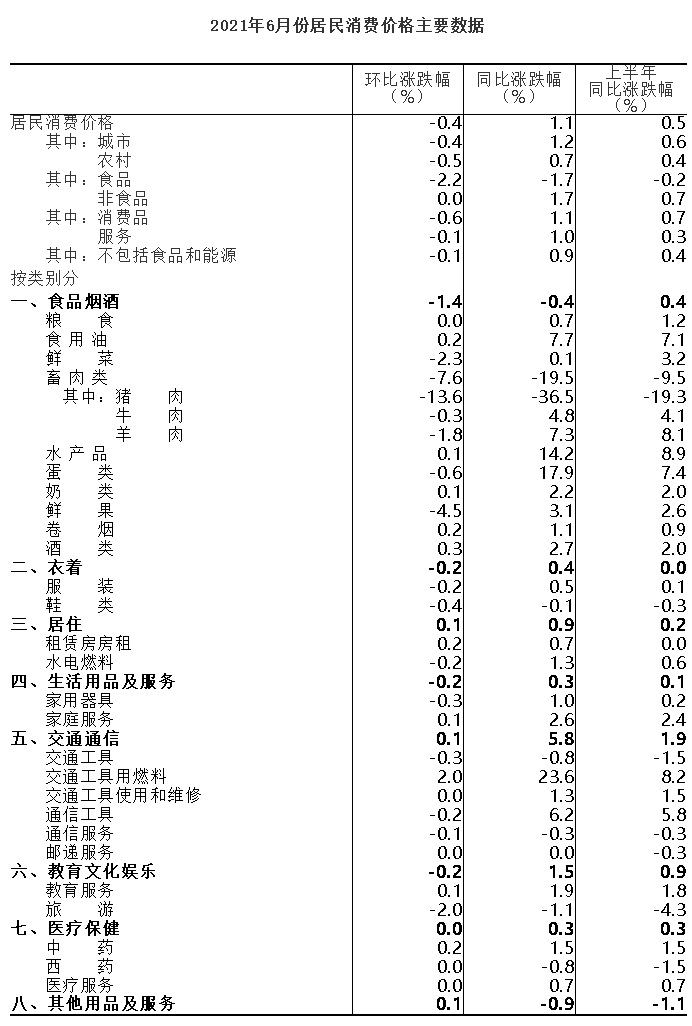 2021年6月份居民消费价格主要数据
环比涨跌幅（%） 同比涨跌幅（%） 上半年同比涨跌幅（%）
居民消费价格 -0.4 1.1 0.5
其中：城市 -0.4 1.2 0.6
农村 -0.5 0.7 0.4
其中：食品 -2.2 -1.7 -0.2
非食品 0.0 1.7 0.7
其中：消费品 -0.6 1.1 0.7
服务 -0.1 1.0 0.3
其中：不包括食品和能源 -0.1 0.9 0.4
按类别分
一、食品烟酒 -1.4 -0.4 0.4
粮 食 0.0 0.7 1.2
食用油 0.2 7.7 7.1
鲜 菜 -2.3 0.1 3.2
畜肉类 -7.6 -19.5 -9.5
其中：猪 肉 -13.6 -36.5 -19.3
牛 肉 -0.3 4.8 4.1
羊 肉 -1.8 7.3 8.1
水产品 0.1 14.2 8.9
蛋 类 -0.6 17.9 7.4
奶 类 0.1 2.2 2.0
鲜 果 -4.5 3.1 2.6
卷 烟 0.2 1.1 0.9
酒 类 0.3 2.7 2.0
二、衣着 -0.2 0.4 0.0
服 装 -0.2 0.5 0.1
鞋 类 -0.4 -0.1 -0.3
三、居住 0.1 0.9 0.2
租赁房房租 0.2 0.7 0.0
水电燃料 -0.2 1.3 0.6
四、生活用品及服务 -0.2 0.3 0.1
家用器具 -0.3 1.0 0.2
家庭服务 0.1 2.6 2.4
五、交通通信 0.1 5.8 1.9
交通工具 -0.3 -0.8 -1.5
交通工具用燃料 2.0 23.6 8.2
交通工具使用和维修 0.0 1.3 1.5
通信工具 -0.2 6.2 5.8
通信服务 -0.1 -0.3 -0.3
邮递服务 0.0 0.0 -0.3
六、教育文化娱乐 -0.2 1.5 0.9
教育服务 0.1 1.9 1.8
旅 游 -2.0 -1.1 -4.3
七、医疗保健 0.0 0.3 0.3
中 药 0.2 1.5 1.5
西 药 0.0 -0.8 -1.5
医疗服务 0.0 0.7 0.7
八、其他用品及服务 0.1 -0.9 -1.1